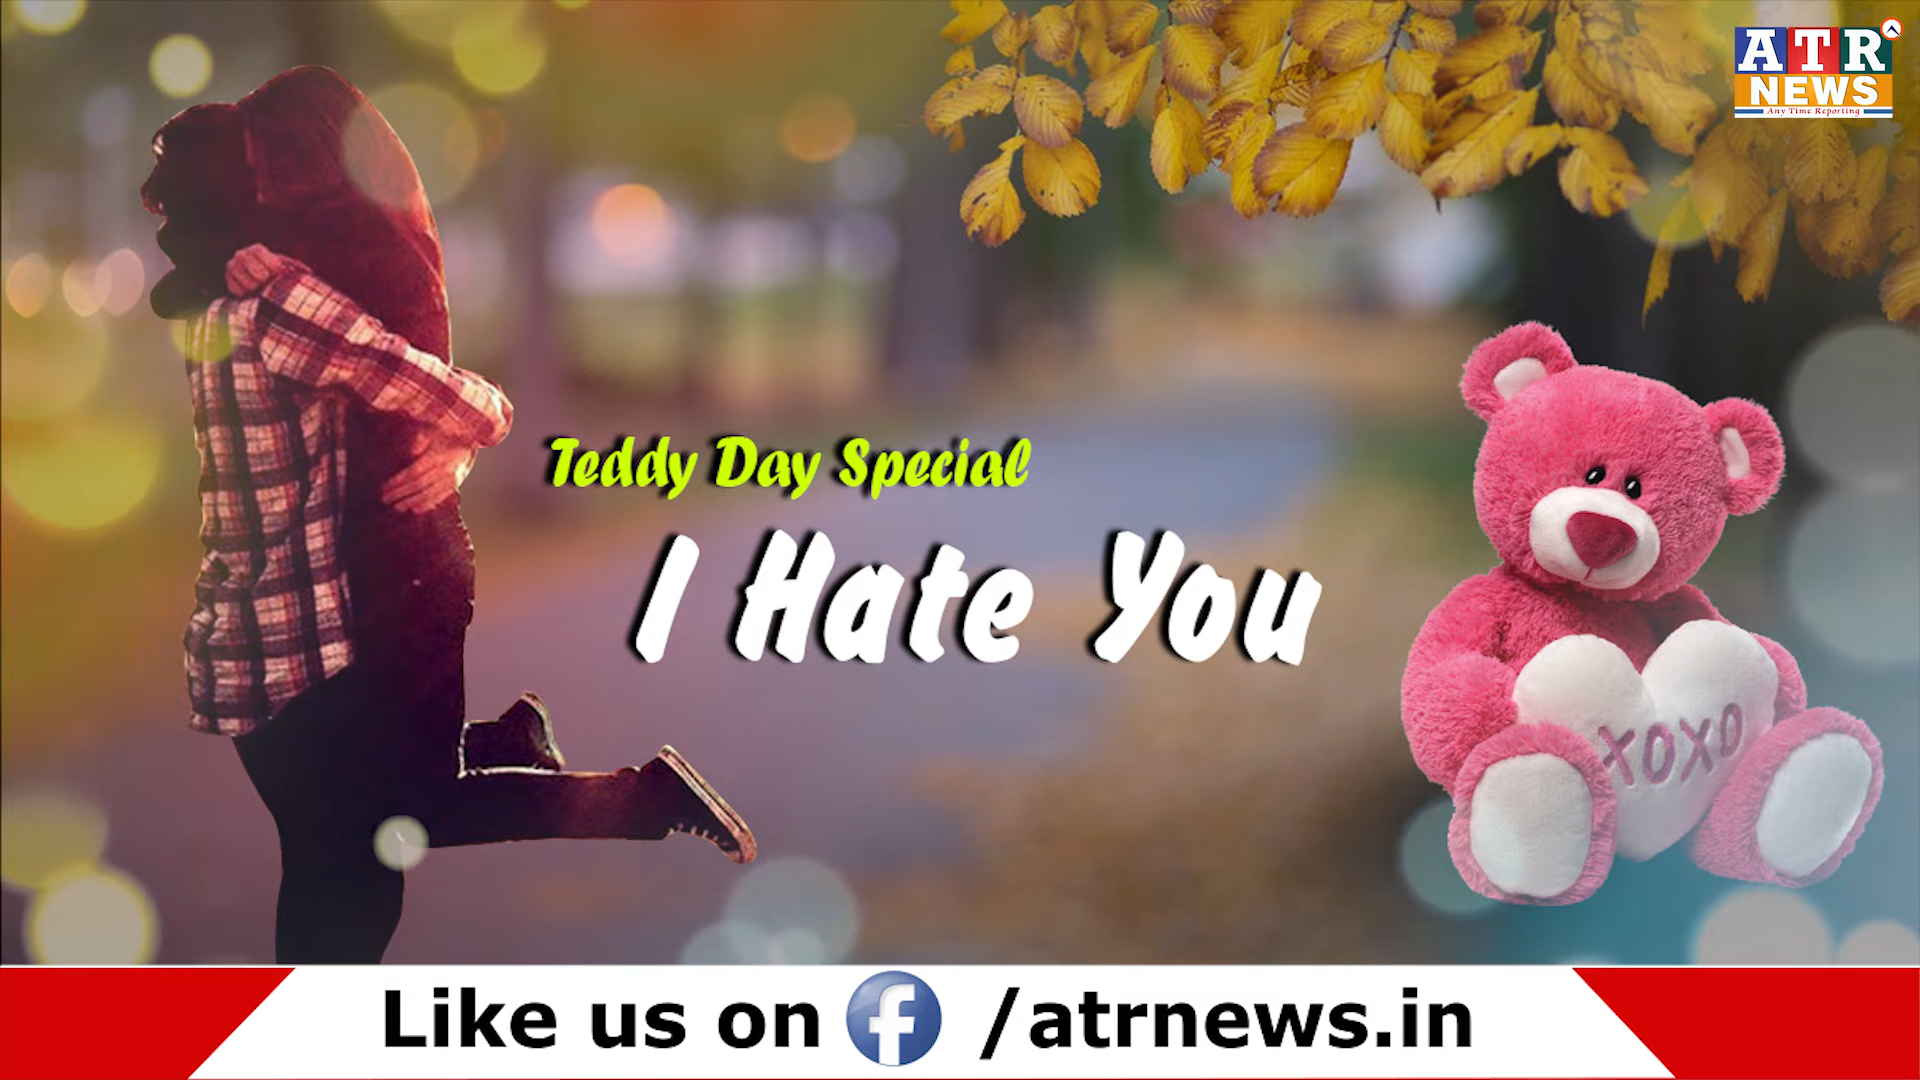 ATR
NEWS
Any Time Reporting
Teddy Day Special
I Hate You
XOXO
Like us on f /atrnews.in